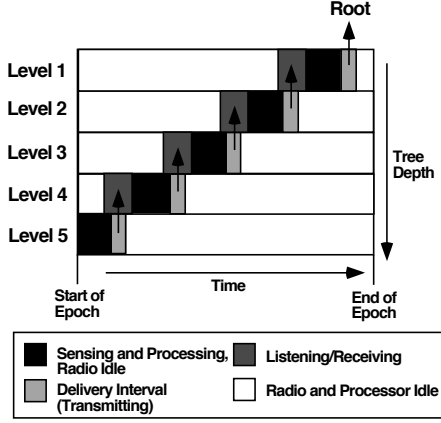 Root
Level 1
Level 2
Level 3
Level 4
Level 5
Tree
Depth
Time
Start of
Epoch
End of
Epoch
Sensing and Processing,
Radio Idle
Listening/Receiving
Delivery Interval
(Transmitting)
Radio and Processor Idle